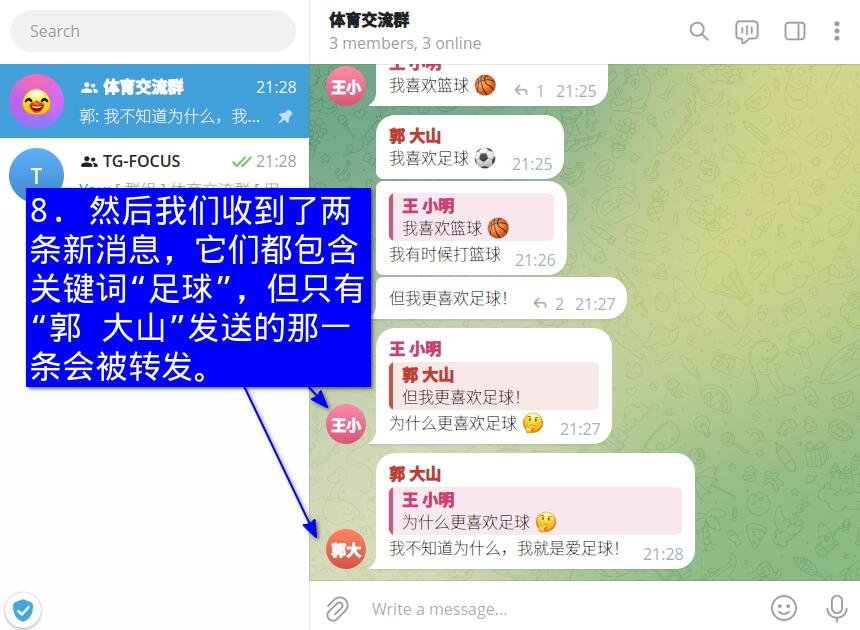 Search
体育交流群
21:28
郭: 我不知道为什么，我...
TG-FOCUS
21:28
T
8. 然后我们收到了两
条新消息，它们都包含
关键词“足球”，但只有
“郭 大山”发送的那一
条会被转发。
体育交流群
3 members, 3 online
王 小明
王小
我喜欢篮球 🏀
1 21:25
郭 大山
我喜欢足球 ⚽
21:25
王 小明
我喜欢篮球 🏀
我有时候打篮球
21:26
但我更喜欢足球！
2 21:27
王 小明
郭 大山
但我更喜欢足球！
为什么更喜欢足球 🤔
21:27
王小
郭 大山
王 小明
为什么更喜欢足球 🤔
我不知道为什么，我就是爱足球！
21:28
郭大
Write a message...